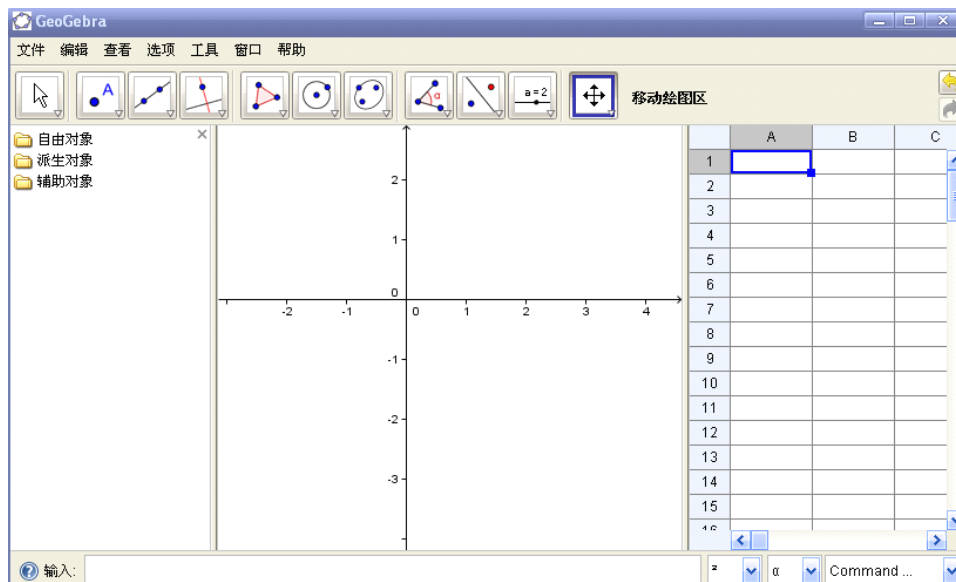 GeoGebra
文件 编辑 查看 选项 工具 窗口 帮助
A α a = 2 移动绘图区
自由对象
派生对象
辅助对象
2
1
0
-2 -1 0 1 2 3 4
-1
-2
-3
A B C
1
2
3
4
5
6
7
8
9
10
11
12
13
14
15
16
输入: ² α Command ...